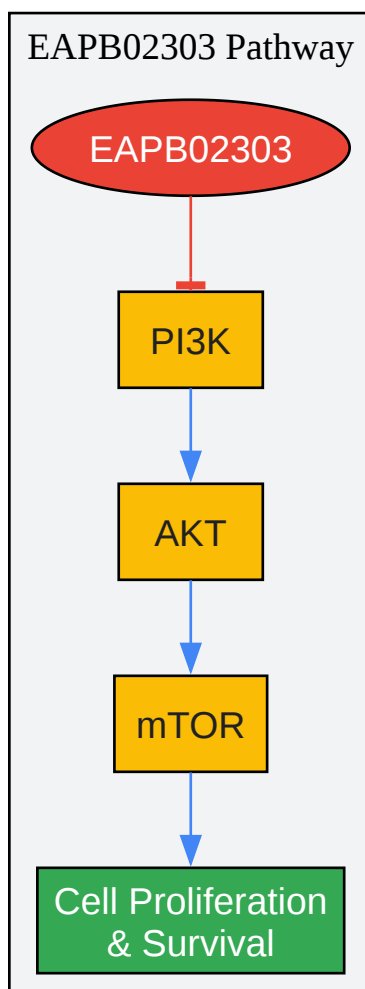 EAPB02303 Pathway
EAPB02303
PI3K
AKT
mTOR
Cell Proliferation
& Survival